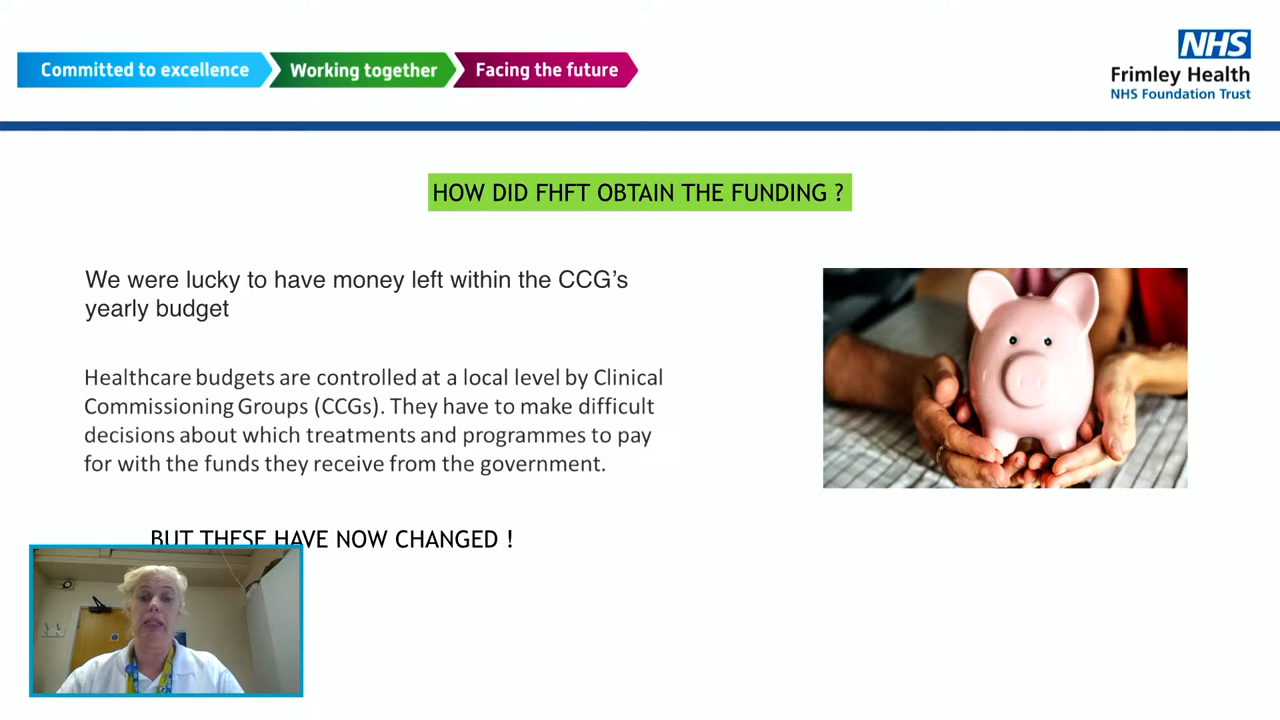 Committed to excellence
Working together
Facing the future
NHS
Frimley Health
NHS Foundation Trust
HOW DID FHFT OBTAIN THE FUNDING ?
We were lucky to have money left within the CCG’s
yearly budget
Healthcare budgets are controlled at a local level by Clinical
Commissioning Groups (CCGs). They have to make difficult
decisions about which treatments and programmes to pay
for with the funds they receive from the government.
BUT THESE HAVE NOW CHANGED !